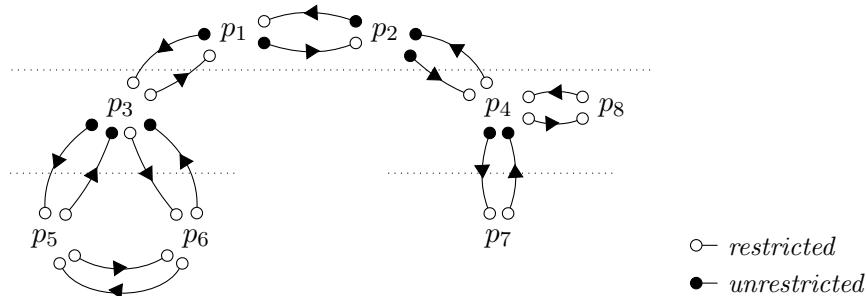 p1 p2
p3 p4 p8
p5 p6 p7
restricted
unrestricted